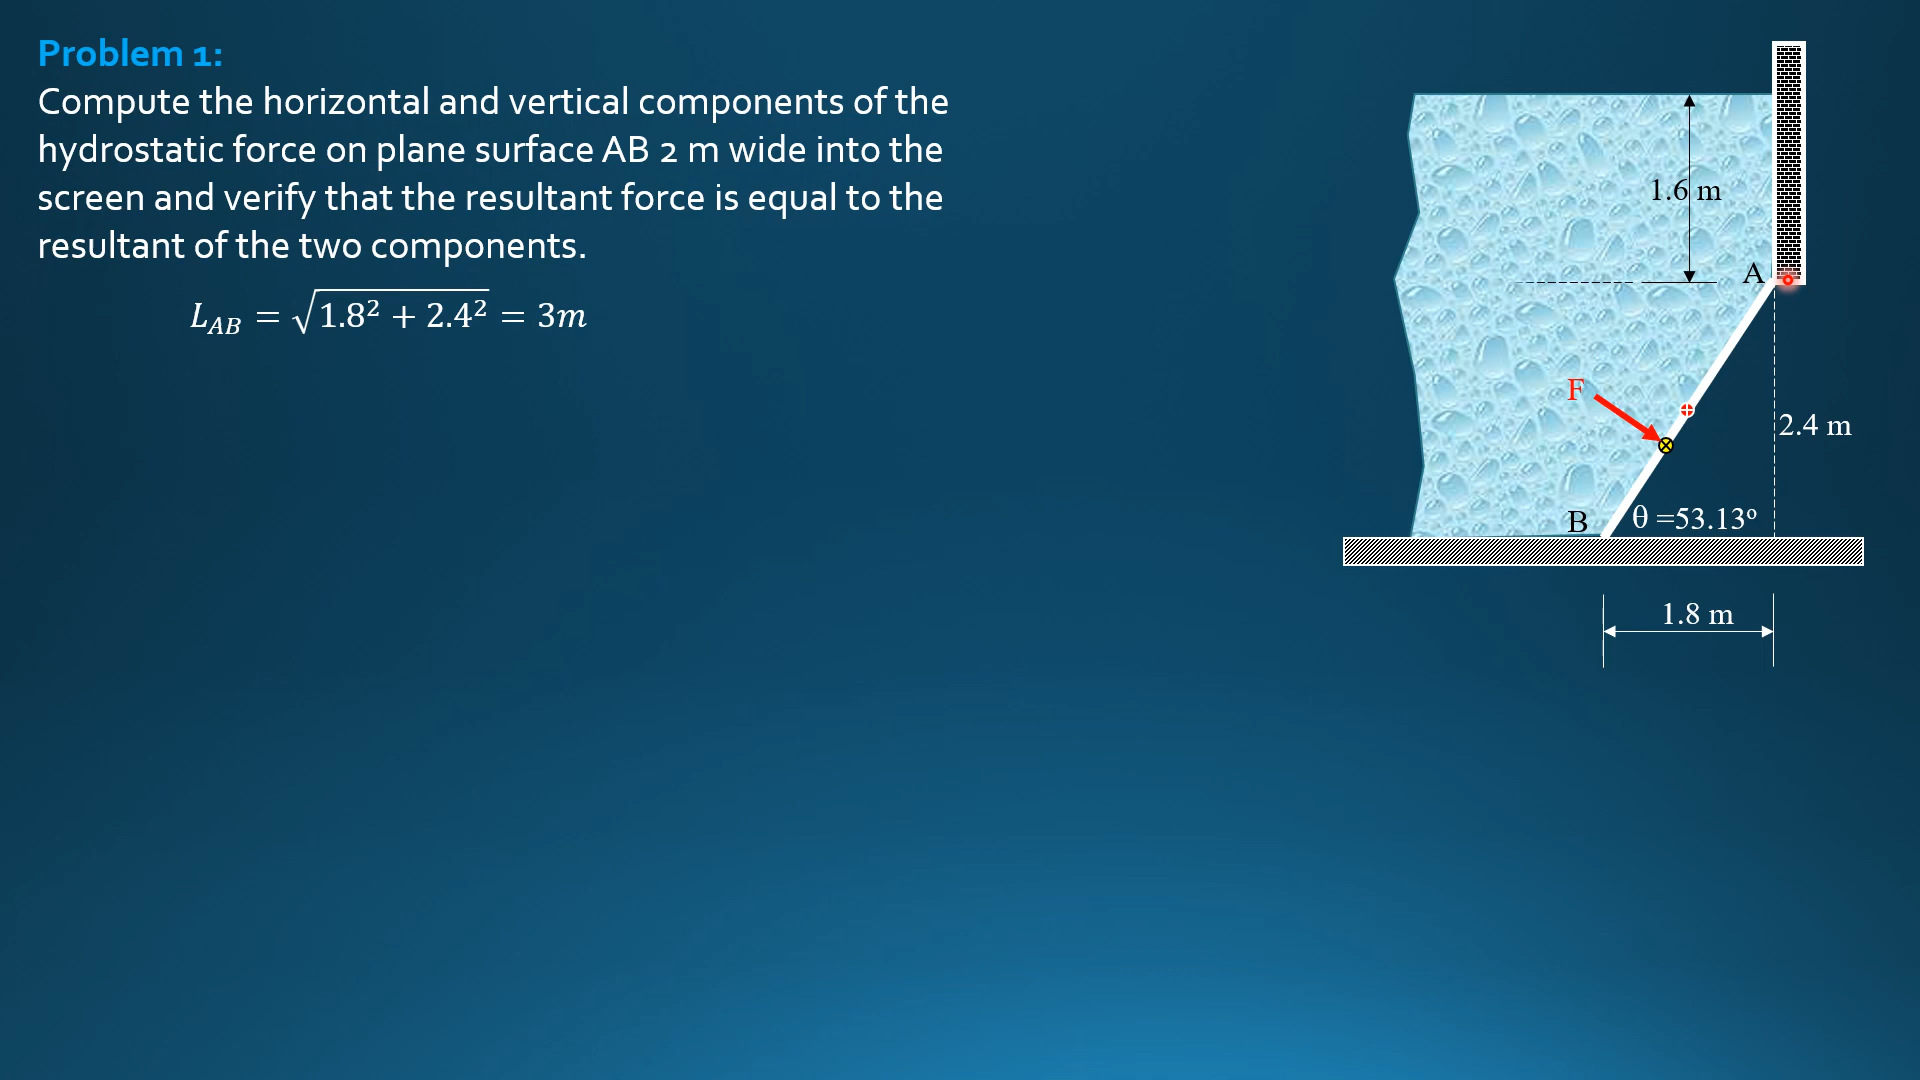 Problem 1:
Compute the horizontal and vertical components of the
hydrostatic force on plane surface AB 2 m wide into the
screen and verify that the resultant force is equal to the
resultant of the two components.
L_{AB} = √(1.8² + 2.4²) = 3m
1.6 m
A
F
2.4 m
B
θ =53.13º
1.8 m